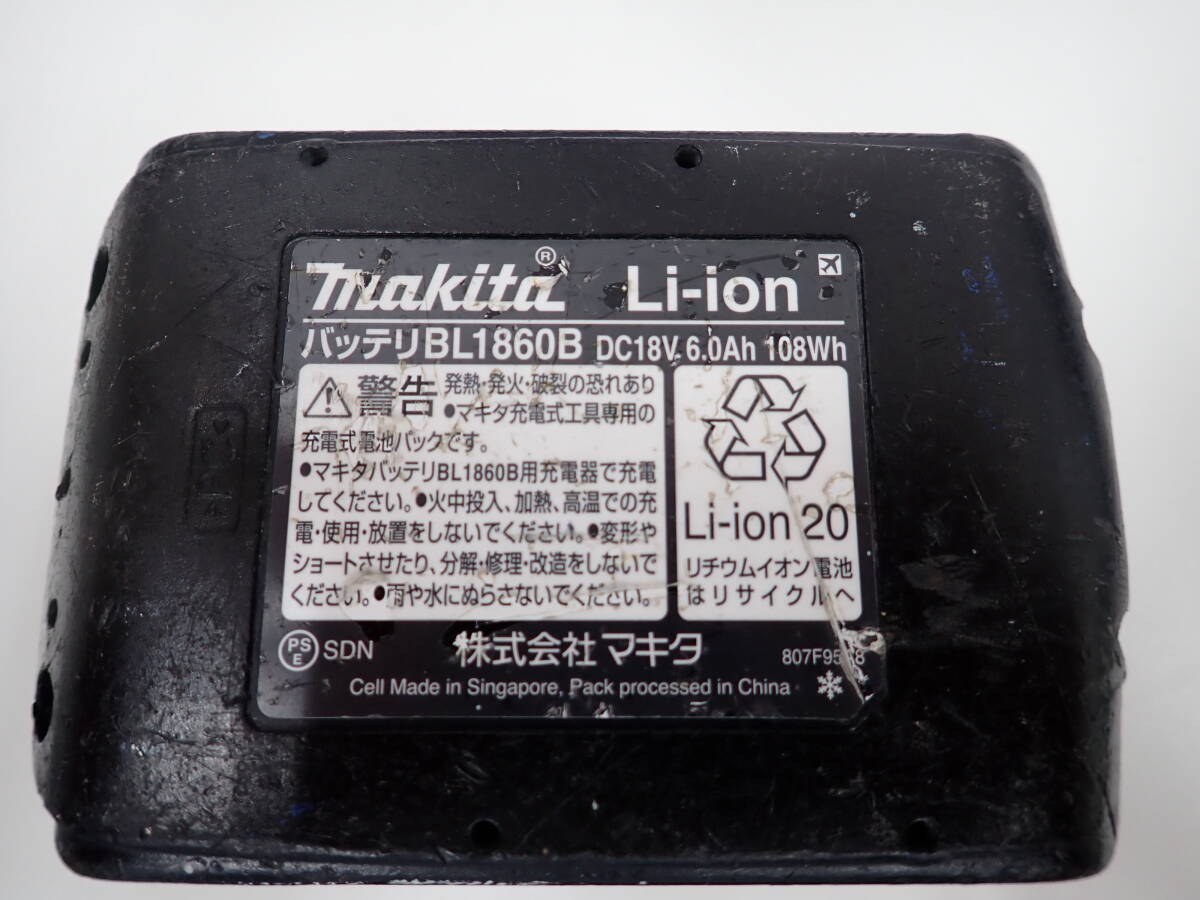 makita® Li-ion
バッテリBL1860B DC18V 6.0Ah 108Wh
警告 発熱・発火・破裂の恐れあり
●マキタ充電式工具専用の
充電式電池パックです。
●マキタバッテリBL1860B用充電器で充電
してください。●火中投入、加熱、高温での充
電・使用・放置をしないでください。●変形や
ショートさせたり、分解・修理・改造をしないで
ください。●雨や水にぬらさないでください。
Li-ion 20
リチウムイオン電池
はリサイクルへ
PS
E SDN 株式会社マキタ
Cell Made in Singapore, Pack processed in China